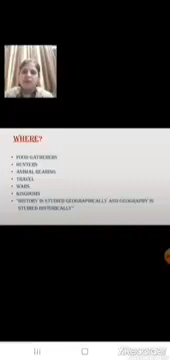 WHERE?
• FOOD-GATHERERS
• HUNTERS
• ANIMAL REARING
• TRAVEL
• WARS
• KINGDOMS
• "HISTORY IS STUDIED GEOGRAPHICALLY AND GEOGRAPHY IS
STUDIED HISTORICALLY"